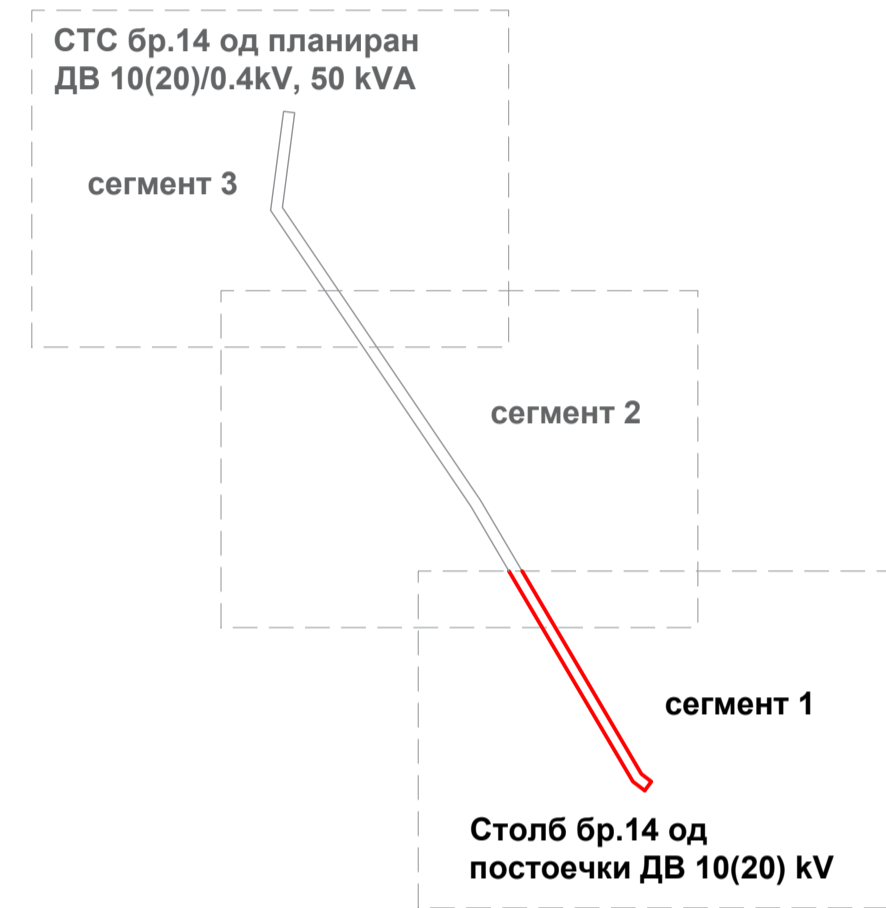 СТС бр.14 од планиран
ДВ 10(20)/0.4kV, 50 kVA
сегмент 3
сегмент 2
сегмент 1
Столб бр.14 од
постоечки ДВ 10(20) kV